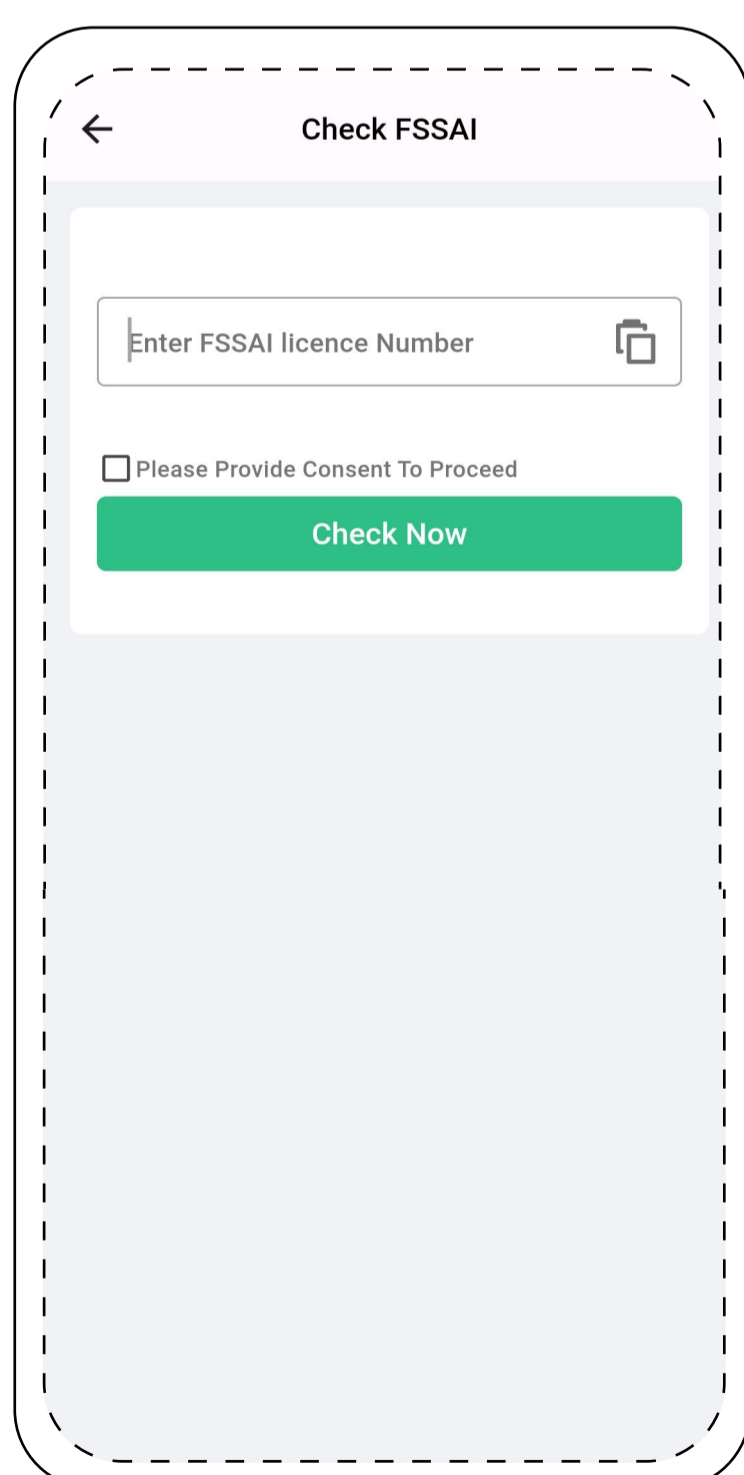 Check FSSAI
Enter FSSAI licence Number
Please Provide Consent To Proceed
Check Now